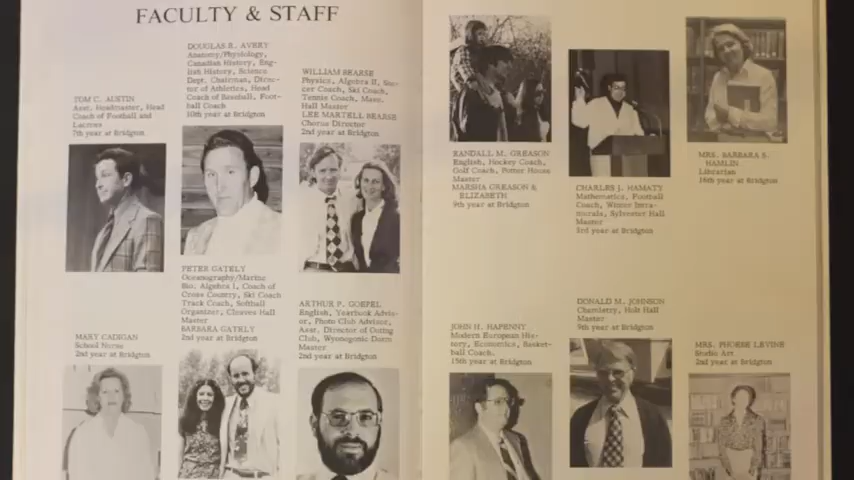 FACULTY & STAFF
TOM C. AUSTIN
Asst. Headmaster, Head
Coach of Football and
Lacross
7th year at Bridgton
DOUGLAS R. AVERY
Anatomy/Physiology,
Canadian History, Eng-
lish History, Science
Dept. Chairman, Direc-
tor of Athletics, Head
Coach of Baseball, Foot-
ball Coach
10th year at Bridgton
WILLIAM BEARSE
Physics, Algebra II, Soc-
cer Coach, Ski Coach,
Tennis Coach, Mass.
Hall Master
LEE MARTELL BEARSE
Chorus Director
2nd year at Bridgton
MARY CADIGAN
School Nurse
2nd year at Bridgton
PETER GATELY
Oceanography/Marine
Bio. Algebra I, Coach of
Cross Country, Ski Coach
Track Coach, Softball
Organizer, Cleaves Hall
Master
BARBARA GATELY
2nd year at Bridgton
ARTHUR P. GOEPEL
English, Yearbook Advis-
or, Photo Club Advisor,
Asst. Director of Outing
Club, Wyonegonic Dorm
Master
2nd year at Bridgton
RANDALL M. GREASON
English, Hockey Coach,
Golf Coach, Potter House
Master
MARSHA GREASON &
ELIZABETH
9th year at Bridgton
CHARLES J. HAMATY
Mathematics, Football
Coach, Winter Intra-
murals, Sylvester Hall
Master
3rd year at Bridgton
MRS. BARBARA S.
HAMLIN
Librarian
16th year at Bridgton
JOHN H. HAPENNY
Modern European His-
tory, Economics, Basket-
ball Coach.
15th year at Bridgton
DONALD M. JOHNSON
Chemistry, Holt Hall
Master
9th year at Bridgton
MRS. PHOEBE LEVINE
Studio Art
2nd year at Bridgton